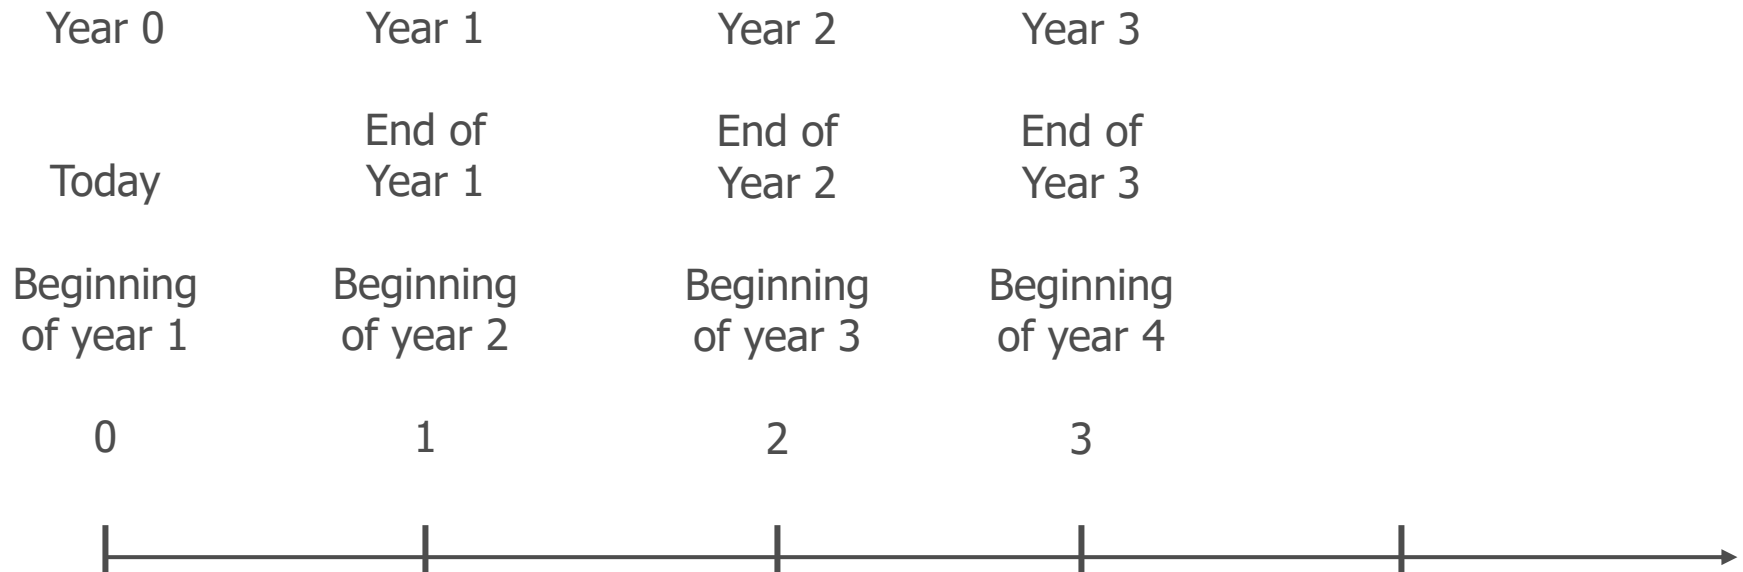 Year 0 Year 1 Year 2 Year 3
End of End of End of
Today Year 1 Year 2 Year 3
Beginning Beginning Beginning Beginning
of year 1 of year 2 of year 3 of year 4
0 1 2 3